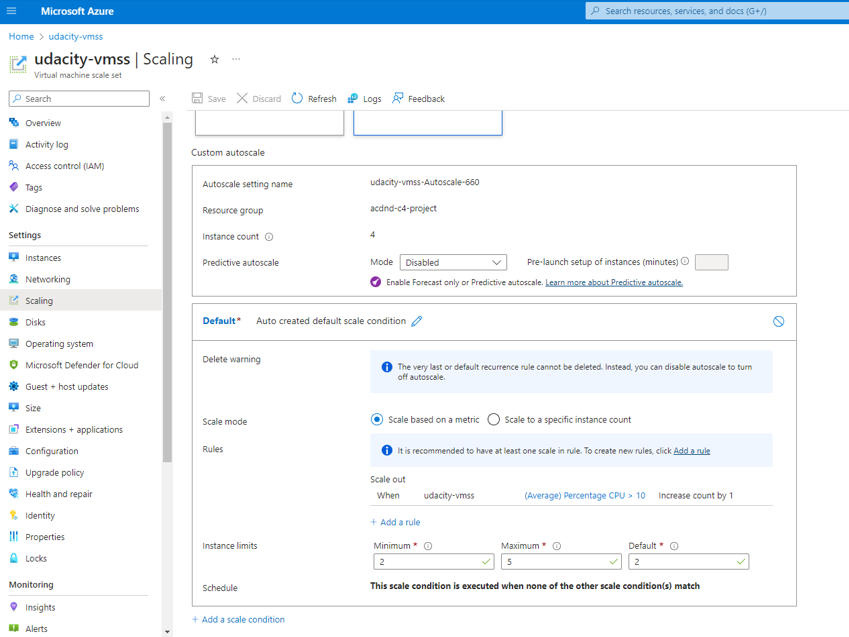 Microsoft Azure
Search resources, services, and docs (G+/)
Home > udacity-vmss
udacity-vmss | Scaling
Virtual machine scale set
Search
Save Discard Refresh Logs Feedback
Overview
Activity log
Access control (IAM)
Tags
Diagnose and solve problems
Settings
Instances
Networking
Scaling
Disks
Operating system
Microsoft Defender for Cloud
Guest + host updates
Size
Extensions + applications
Configuration
Upgrade policy
Health and repair
Identity
Properties
Locks
Monitoring
Insights
Alerts
Custom autoscale
Autoscale setting name udacity-vmss-Autoscale-660
Resource group acdnd-c4-project
Instance count 4
Predictive autoscale Mode Disabled Pre-launch setup of instances (minutes)
Enable Forecast only or Predictive autoscale. Learn more about Predictive autoscale.
Default* Auto created default scale condition
Delete warning
The very last or default recurrence rule cannot be deleted. Instead, you can disable autoscale to turn
off autoscale.
Scale mode Scale based on a metric Scale to a specific instance count
Rules
It is recommended to have at least one scale in rule. To create new rules, click Add a rule
Scale out
When udacity-vmss (Average) Percentage CPU > 10 Increase count by 1
+ Add a rule
Instance limits Minimum * Maximum * Default *
2 5 2
Schedule This scale condition is executed when none of the other scale condition(s) match
+ Add a scale condition